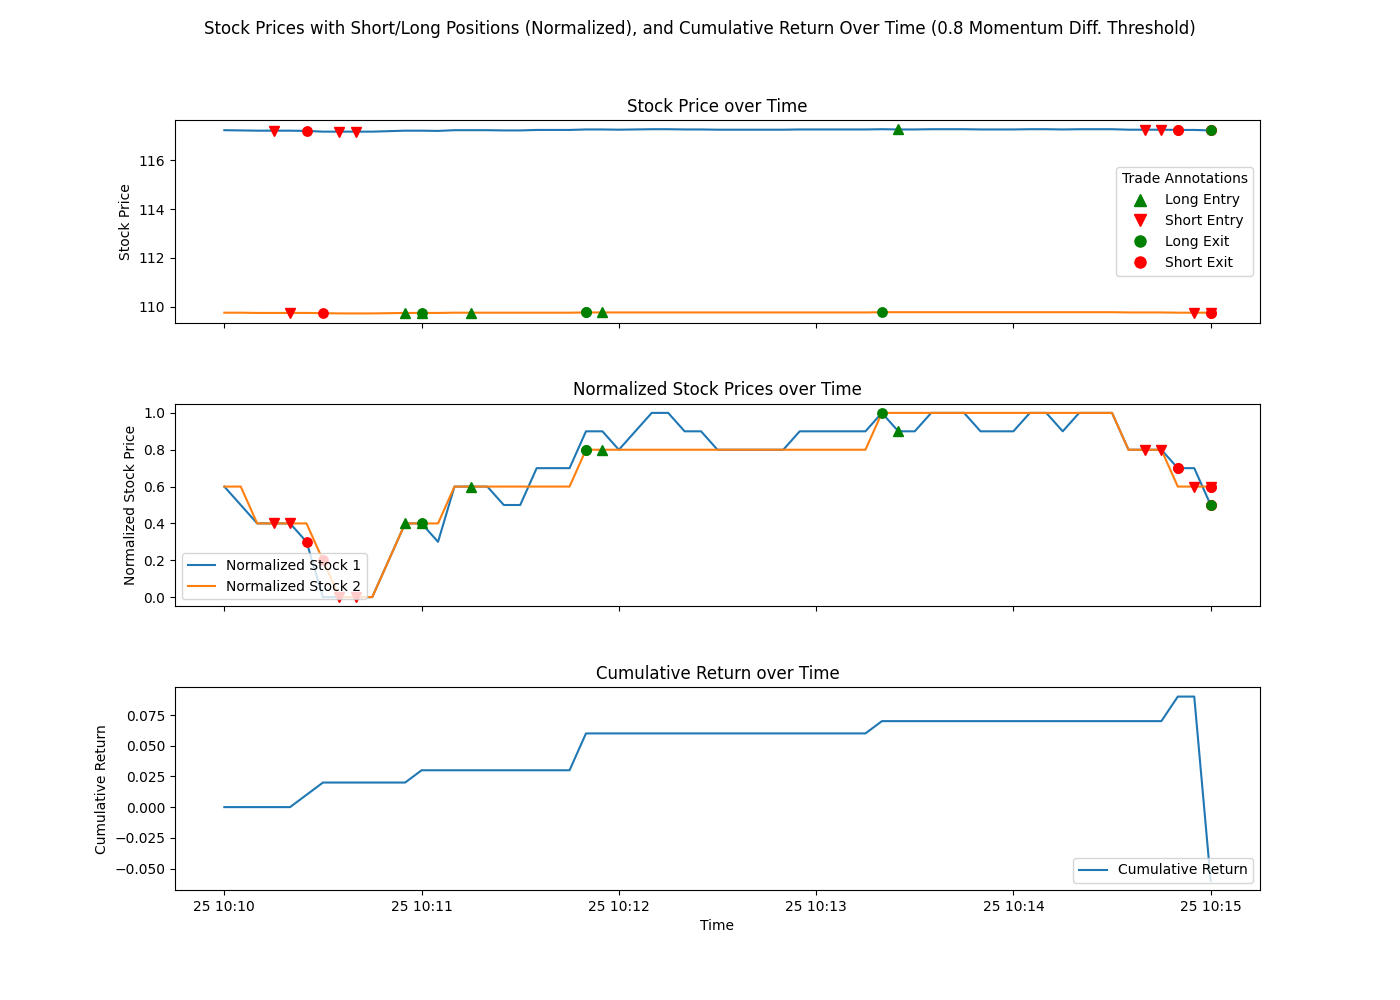 Stock Prices with Short/Long Positions (Normalized), and Cumulative Return Over Time (0.8 Momentum Diff. Threshold)
Stock Price over Time
Stock Price
116
114
112
110
Trade Annotations
Long Entry
Short Entry
Long Exit
Short Exit
Normalized Stock Prices over Time
Normalized Stock Price
1.0
0.8
0.6
0.4
0.2
0.0
Normalized Stock 1
Normalized Stock 2
Cumulative Return over Time
Cumulative Return
0.075
0.050
0.025
0.000
−0.025
−0.050
Cumulative Return
25 10:10 25 10:11 25 10:12 25 10:13 25 10:14 25 10:15
Time